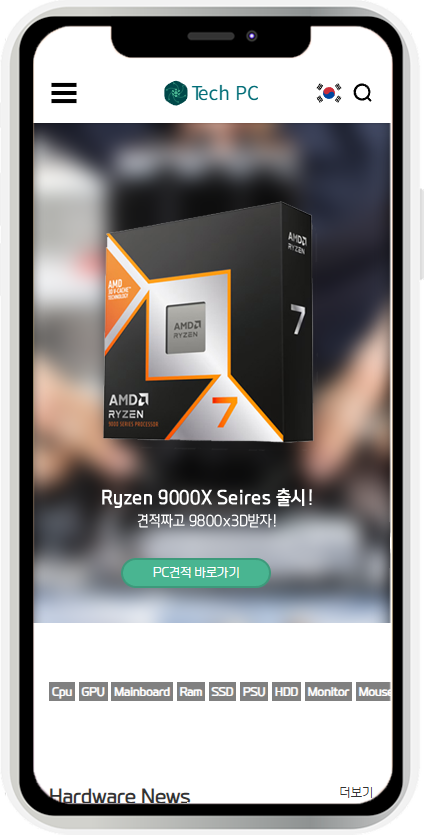 Tech PC
AMD
RYZEN
7
AMD
3D V-CACHE™
TECHNOLOGY
AMD
AMD
RYZEN
9000 SERIES PROCESSOR
7
Ryzen 9000X Seires 출시!
견적짜고 9800x3D받자!
PC견적 바로가기
Cpu GPU Mainboard Ram SSD PSU HDD Monitor Mouse
Hardware News 더보기